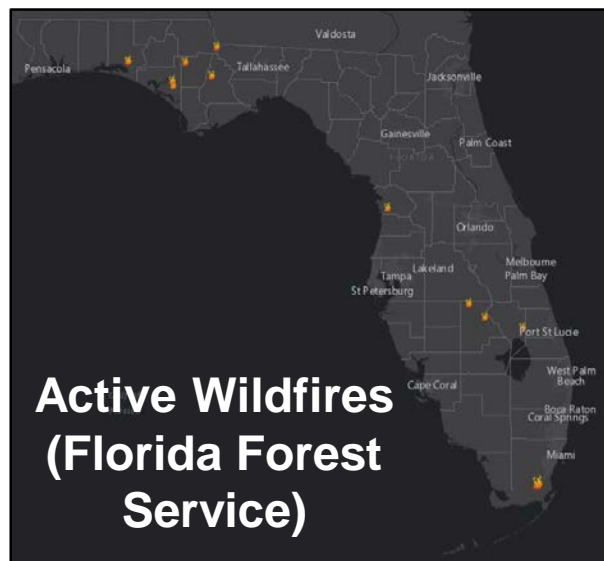 Valdosta
Pensacola
Tallahassee
Jacksonville
Gainesville
FLORIDA
Palm Coast
Orlando
Melbourne
Lakeland
Palm Bay
Tampa
St Petersburg
Port St Lucie
West Palm
Beach
Cape Coral
Boca Raton
Coral Springs
Miami
Active Wildfires
(Florida Forest
Service)